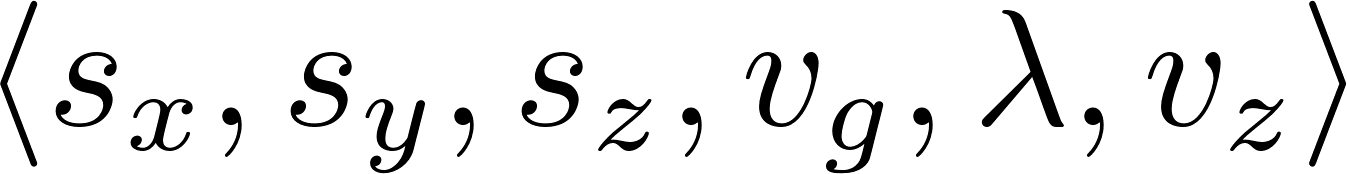 ⟨s_x, s_y, s_z, v_g, λ, v_z⟩